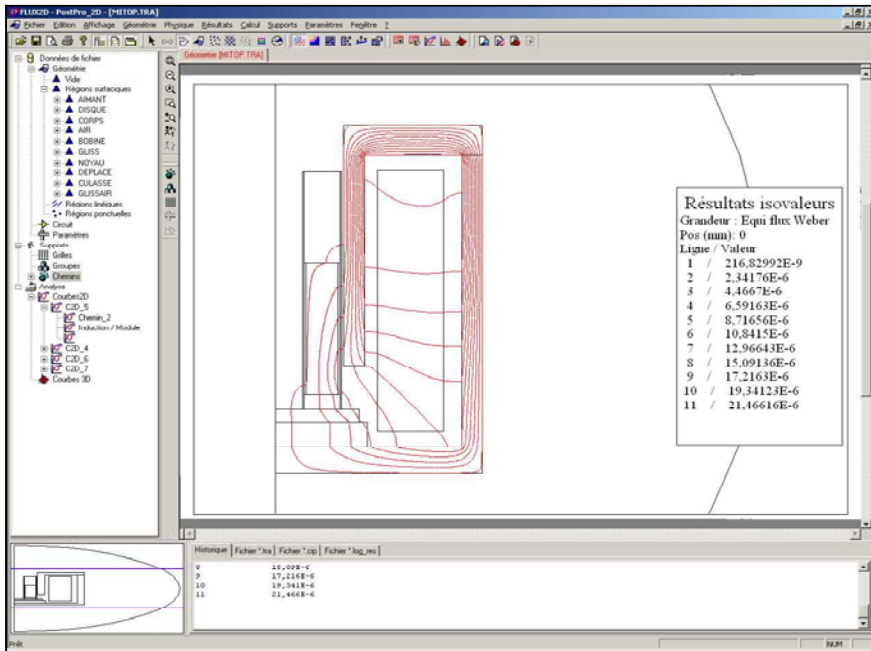 FLUX2D - PostPro_2D - [MITOP.TRA]
Fichier Edition Affichage Géométrie Physique Résultats Calcul Supports Paramètres Fenêtre ?
Géométrie [MITOP.TRA]
Données de fichier
Géométrie
Vide
Régions surfaciques
AIMANT
DISQUE
CORPS
AIR
BOBINE
GLISS
NOYAU
DEPLACE
CULASSE
GLISSAIR
Régions linéiques
Régions ponctuelles
Circuit
Paramètres
Supports
Grilles
Groupes
Chemins
Analyse
Courbes2D
C2D_5
Chemin_2
Induction / Module
C2D_4
C2D_6
C2D_7
Courbes 3D
Résultats isovaleurs
Grandeur : Equi flux Weber
Pos (mm): 0
Ligne / Valeur
1 / 216,82992E-9
2 / 2,34176E-6
3 / 4,4667E-6
4 / 6,59163E-6
5 / 8,71656E-6
6 / 10,8415E-6
7 / 12,96643E-6
8 / 15,09136E-6
9 / 17,2163E-6
10 / 19,34123E-6
11 / 21,46616E-6
Historique Fichier *.tra Fichier *.cip Fichier *.log_res
9 17,216E-6
10 19,341E-6
11 21,466E-6
Prêt
NUM